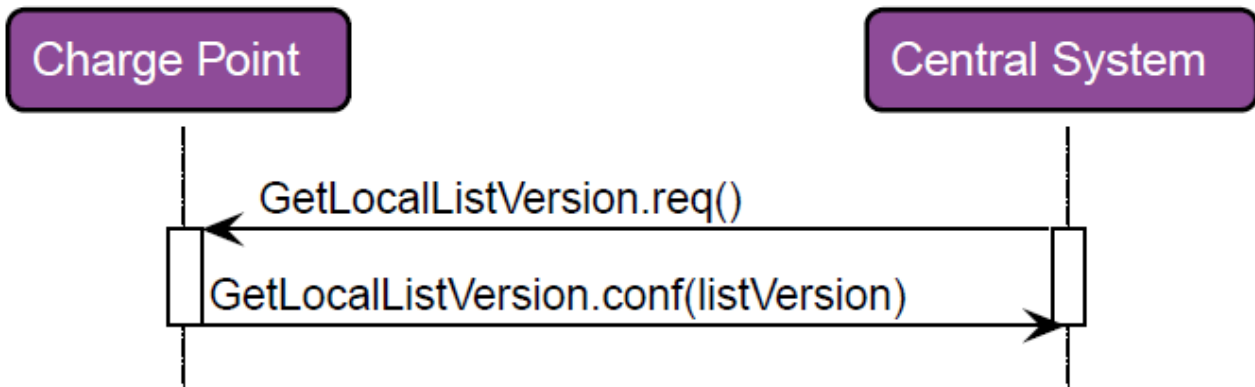 Charge Point
Central System
GetLocalListVersion.req()
GetLocalListVersion.conf(listVersion)